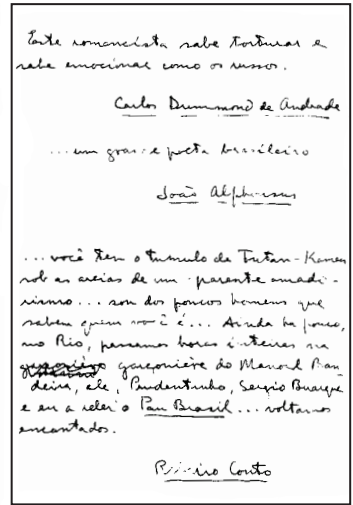 Este romancista sabe torturar e
sabe emocionar como os russos.
Carlos Drummond de Andrade
...um grande poeta brasileiro
João Alphonsus
...você tem o tumulo de Tutan-Kamen
sob as areias de um parente amadi-
rismo... sou dos poucos homens que
sabem quem você é... Ainda ha pouco,
no Rio, passamos horas inteiras na
garçonière do Manoel Ban-
deira, ele, Prudentinho, Sergio Buarque
e eu a reler o Pau Brasil... voltamos
encantados.
Ribeiro Couto